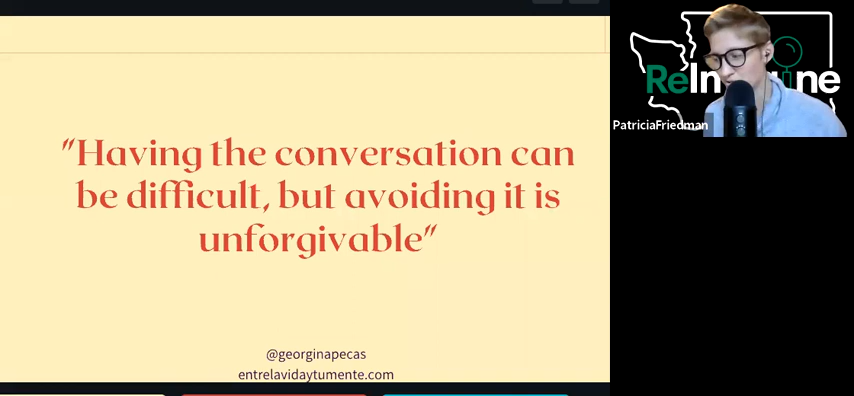 "Having the conversation can
be difficult, but avoiding it is
unforgivable"
@georginapecas
entrelavidaytumente.com
PatriciaFriedman